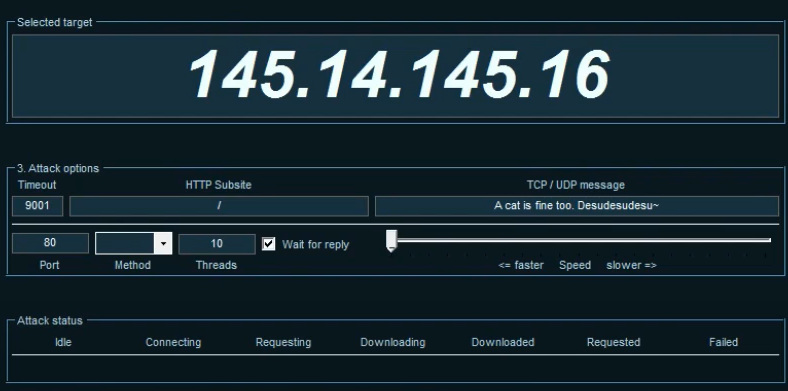 Selected target
145.14.145.16
3. Attack options
Timeout HTTP Subsite TCP / UDP message
9001 / A cat is fine too. Desudesudesu~
80 10 Wait for reply
Port Method Threads <= faster Speed slower =>
Attack status
Idle Connecting Requesting Downloading Downloaded Requested Failed